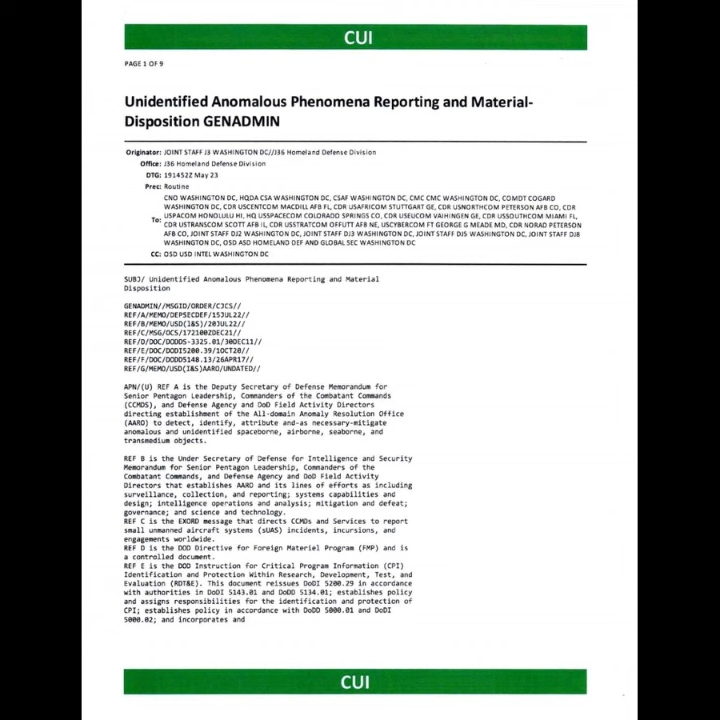 CUI
PAGE 1 OF 9
Unidentified Anomalous Phenomena Reporting and Material-
Disposition GENADMIN
Originator: JOINT STAFF J3 WASHINGTON DC//J36 Homeland Defense Division
Office: J36 Homeland Defense Division
DTG: 191452Z May 23
Prec: Routine
To: CNO WASHINGTON DC, HQDA CSA WASHINGTON DC, CSAF WASHINGTON DC, CMC CMC WASHINGTON DC, COMDT COGARD
WASHINGTON DC, CDR USCENTCOM MACDILL AFB FL, CDR USAFRICOM STUTTGART GE, CDR USNORTHCOM PETERSON AFB CO, CDR
USPACOM HONOLULU HI, HQ USSPACECOM COLORADO SPRINGS CO, CDR USEUCOM VAIHINGEN GE, CDR USSOUTHCOM MIAMI FL,
CDR USTRANSCOM SCOTT AFB IL, CDR USSTRATCOM OFFUTT AFB NE, USCYBERCOM FT GEORGE G MEADE MD, CDR NORAD PETERSON
AFB CO, JOINT STAFF DJ2 WASHINGTON DC, JOINT STAFF DJ3 WASHINGTON DC, JOINT STAFF DJ5 WASHINGTON DC, JOINT STAFF DJ8
WASHINGTON DC, OSD ASD HOMELAND DEF AND GLOBAL SEC WASHINGTON DC
CC: OSD USD INTEL WASHINGTON DC
SUBJ/ Unidentified Anomalous Phenomena Reporting and Material
Disposition
GENADMIN//MSGID/ORDER/CJCS//
REF/A/MEMO/DEPSECDEF/15JUL22//
REF/B/MEMO/USD(I&S)/20JUL22//
REF/C/MSG/OCS/172100ZDEC21//
REF/D/DOC/DODDS-3325.01/30DEC11//
REF/E/DOC/DODI5200.39/1OCT20//
REF/F/DOC/DODD5148.13/26APR17//
REF/G/MEMO/USD(I&S)AARO/UNDATED//
APN/(U) REF A is the Deputy Secretary of Defense Memorandum for
Senior Pentagon Leadership, Commanders of the Combatant Commands
(CCMDS), and Defense Agency and DoD Field Activity Directors
directing establishment of the All-domain Anomaly Resolution Office
(AARO) to detect, identify, attribute and-as necessary-mitigate
anomalous and unidentified spaceborne, airborne, seaborne, and
transmedium objects.
REF B is the Under Secretary of Defense for Intelligence and Security
Memorandum for Senior Pentagon Leadership, Commanders of the
Combatant Commands, and Defense Agency and DoD Field Activity
Directors that establishes AARO and its lines of efforts as including
surveillance, collection, and reporting; systems capabilities and
design; intelligence operations and analysis; mitigation and defeat;
governance; and science and technology.
REF C is the EXORD message that directs CCMDs and Services to report
small unmanned aircraft systems (sUAS) incidents, incursions, and
engagements worldwide.
REF D is the DOD Directive for Foreign Materiel Program (FMP) and is
a controlled document.
REF E is the DOD Instruction for Critical Program Information (CPI)
Identification and Protection Within Research, Development, Test, and
Evaluation (RDT&E). This document reissues DoDI 5200.29 in accordance
with authorities in DoDI 5143.01 and DoDD 5134.01; establishes policy
and assigns responsibilities for the identification and protection of
CPI; establishes policy in accordance with DoDD 5000.01 and DoDI
5000.02; and incorporates and
CUI